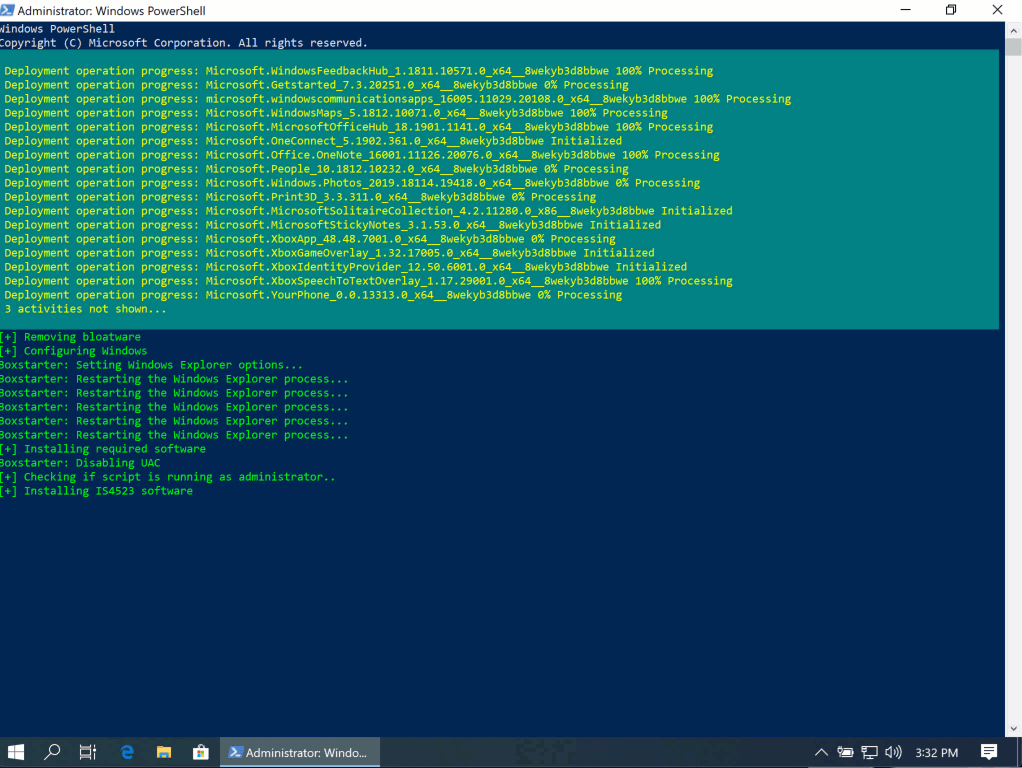 Administrator: Windows PowerShell
Windows PowerShell
Copyright (C) Microsoft Corporation. All rights reserved.
Deployment operation progress: Microsoft.WindowsFeedbackHub_1.1811.10571.0_x64__8wekyb3d8bbwe 100% Processing
Deployment operation progress: Microsoft.Getstarted_7.3.20251.0_x64__8wekyb3d8bbwe 0% Processing
Deployment operation progress: microsoft.windowscommunicationsapps_16005.11029.20108.0_x64__8wekyb3d8bbwe 100% Processing
Deployment operation progress: Microsoft.WindowsMaps_5.1812.10071.0_x64__8wekyb3d8bbwe 100% Processing
Deployment operation progress: Microsoft.MicrosoftOfficeHub_18.1901.1141.0_x64__8wekyb3d8bbwe 100% Processing
Deployment operation progress: Microsoft.OneConnect_5.1902.361.0_x64__8wekyb3d8bbwe Initialized
Deployment operation progress: Microsoft.Office.OneNote_16001.11126.20076.0_x64__8wekyb3d8bbwe 100% Processing
Deployment operation progress: Microsoft.People_10.1812.10232.0_x64__8wekyb3d8bbwe 0% Processing
Deployment operation progress: Microsoft.Windows.Photos_2019.18114.19418.0_x64__8wekyb3d8bbwe 0% Processing
Deployment operation progress: Microsoft.Print3D_3.3.311.0_x64__8wekyb3d8bbwe 0% Processing
Deployment operation progress: Microsoft.MicrosoftSolitaireCollection_4.2.11280.0_x86__8wekyb3d8bbwe Initialized
Deployment operation progress: Microsoft.MicrosoftStickyNotes_3.1.53.0_x64__8wekyb3d8bbwe Initialized
Deployment operation progress: Microsoft.XboxApp_48.48.7001.0_x64__8wekyb3d8bbwe 0% Processing
Deployment operation progress: Microsoft.XboxGameOverlay_1.32.17005.0_x64__8wekyb3d8bbwe Initialized
Deployment operation progress: Microsoft.XboxIdentityProvider_12.50.6001.0_x64__8wekyb3d8bbwe Initialized
Deployment operation progress: Microsoft.XboxSpeechToTextOverlay_1.17.29001.0_x64__8wekyb3d8bbwe 100% Processing
Deployment operation progress: Microsoft.YourPhone_0.0.13313.0_x64__8wekyb3d8bbwe 0% Processing
3 activities not shown...
[+] Removing bloatware
[+] Configuring Windows
Boxstarter: Setting Windows Explorer options...
Boxstarter: Restarting the Windows Explorer process...
Boxstarter: Restarting the Windows Explorer process...
Boxstarter: Restarting the Windows Explorer process...
Boxstarter: Restarting the Windows Explorer process...
Boxstarter: Restarting the Windows Explorer process...
[+] Installing required software
Boxstarter: Disabling UAC
[+] Checking if script is running as administrator..
[+] Installing IS4523 software
Administrator: Windo...
3:32 PM